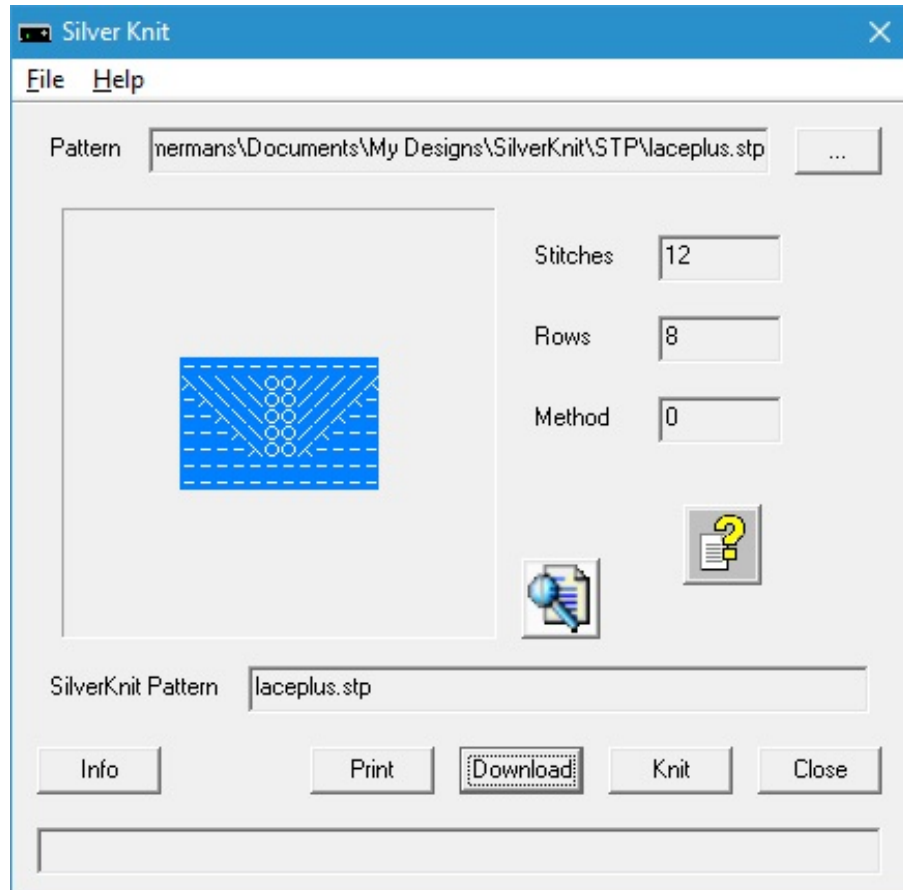 Silver Knit
File Help
Pattern nermans\Documents\My Designs\SilverKnit\STP\laceplus.stp ...
Stitches 12
Rows 8
Method 0
SilverKnit Pattern laceplus.stp
Info Print Download Knit Close